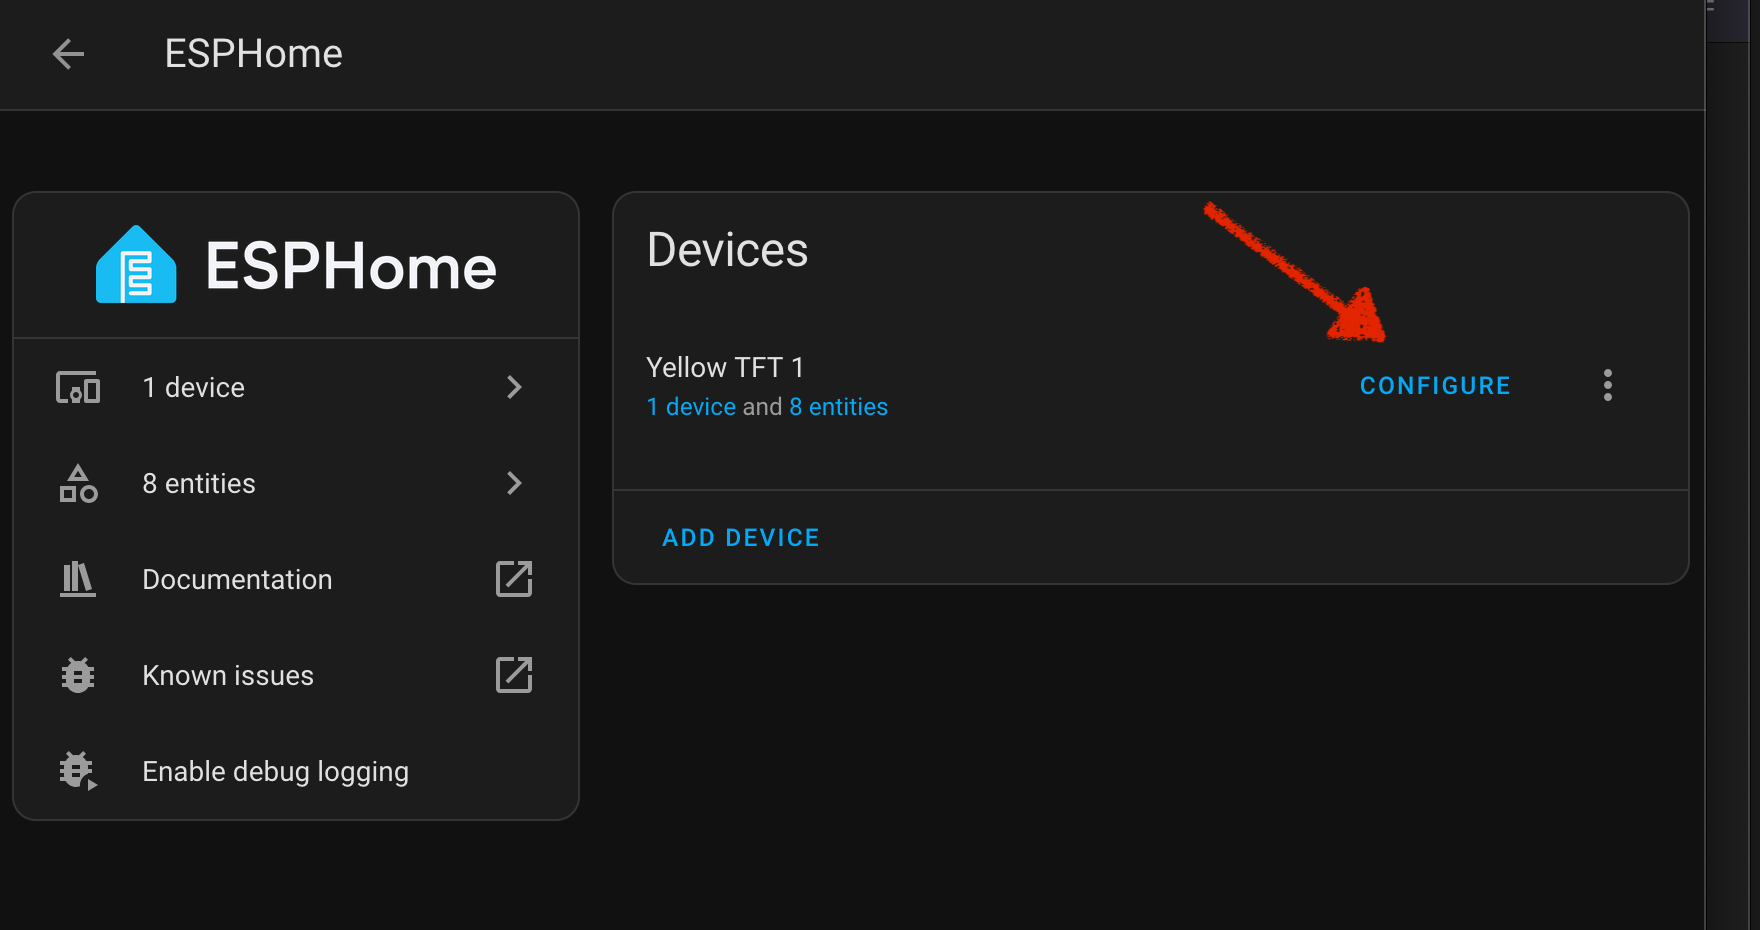 ESPHome
ESPHome
1 device
8 entities
Documentation
Known issues
Enable debug logging
Devices
Yellow TFT 1
1 device and 8 entities
CONFIGURE
ADD DEVICE